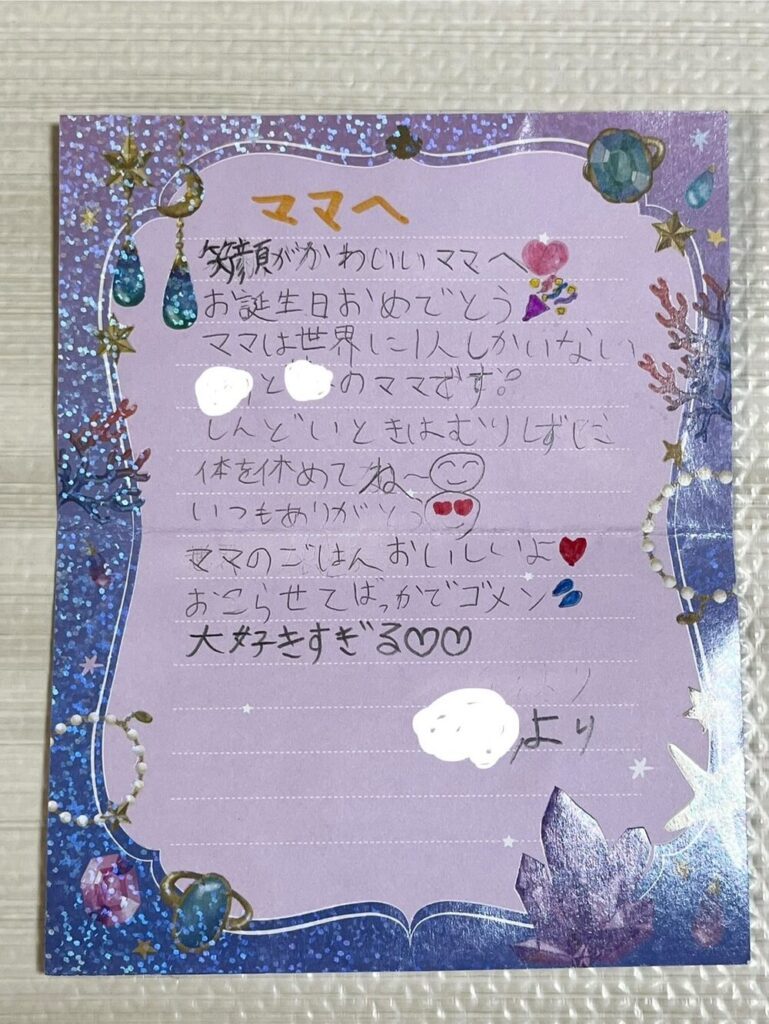 ママへ
笑顔がかわいいママへ
お誕生日おめでとう
ママは世界に1人しかいない
と のママです。
しんどいときはむりしずに
体を休めてね〜
いつもありがとう
ママのごはんおいしいよ
おこらせてばっかでゴメン
大好きすぎる♡♡
より